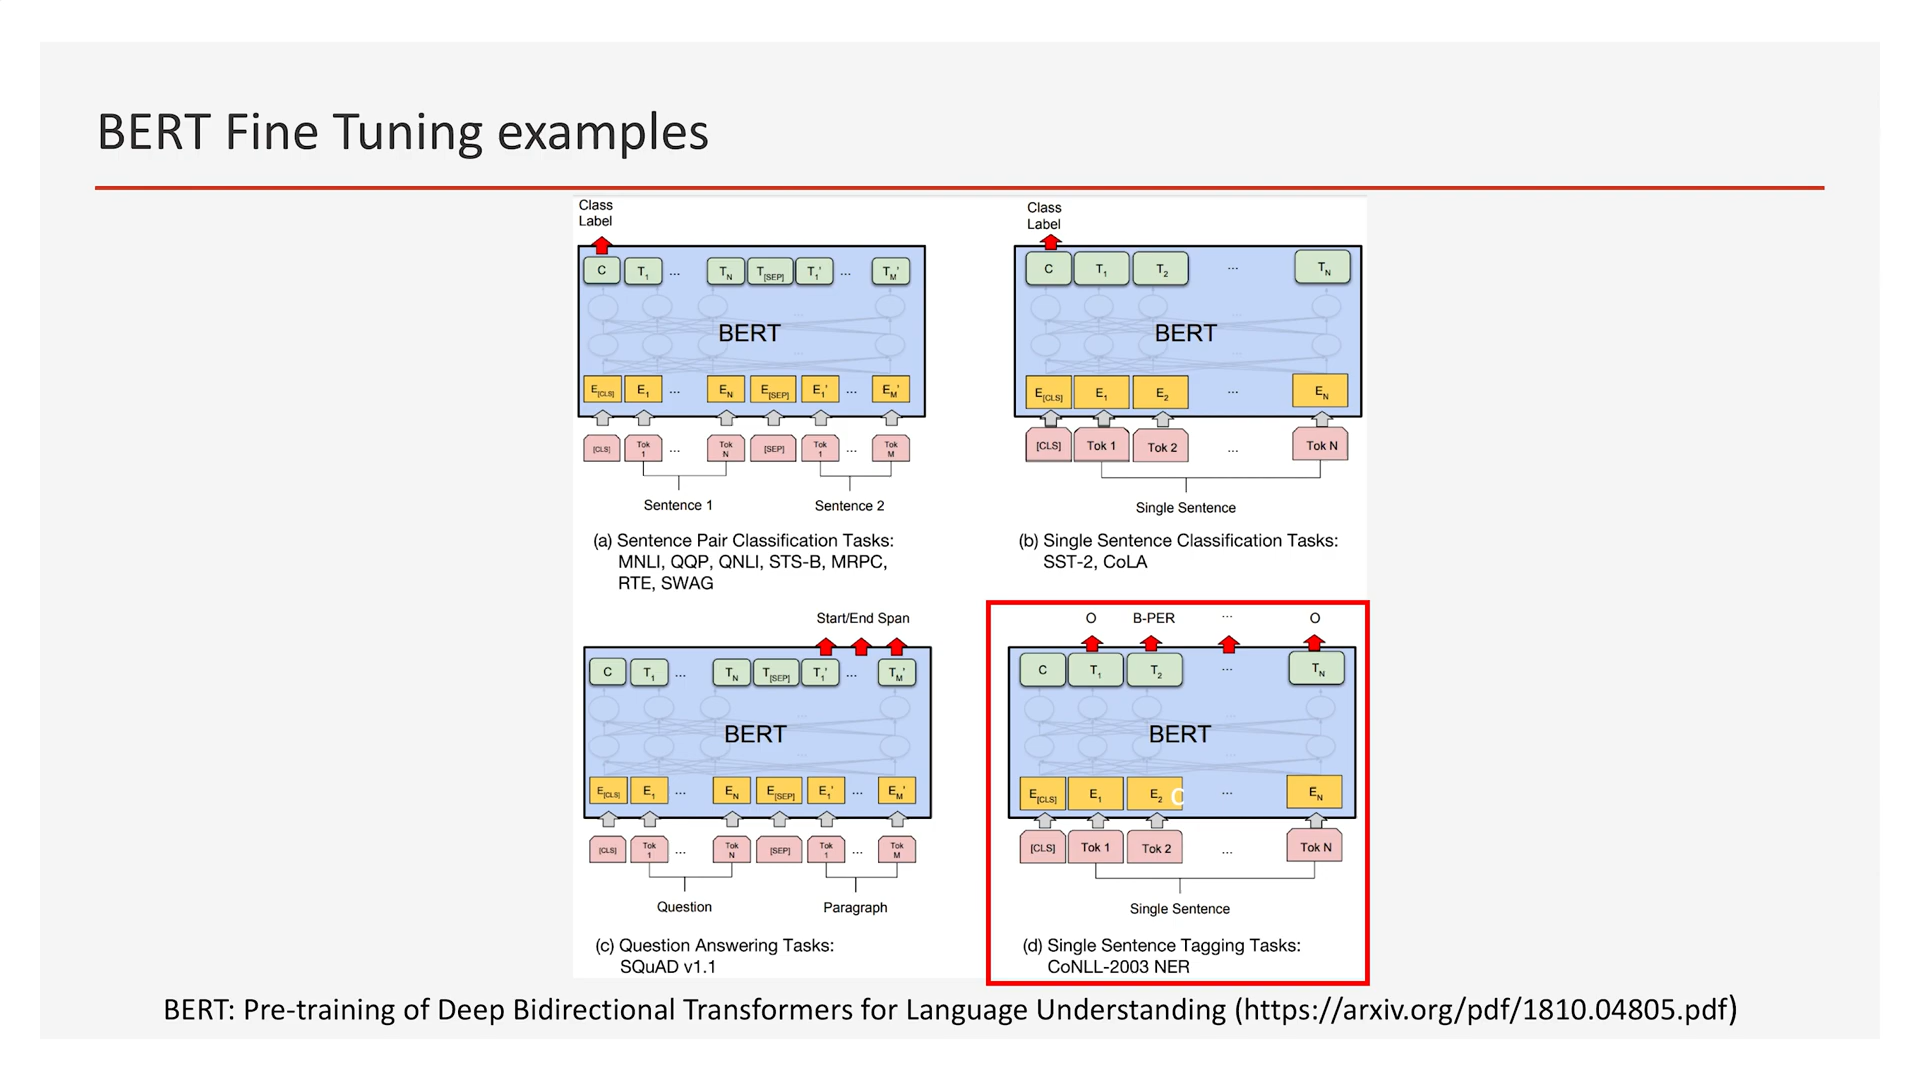 BERT Fine Tuning examples
Class
Label
C T1 ... TN T[SEP] T1' ... TM'
BERT
E[CLS] E1 ... EN E[SEP] E1' ... EM'
[CLS] Tok 1 ... Tok N [SEP] Tok 1 ... Tok M
Sentence 1 Sentence 2
(a) Sentence Pair Classification Tasks:
MNLI, QQP, QNLI, STS-B, MRPC,
RTE, SWAG
Class
Label
C T1 T2 ... TN
BERT
E[CLS] E1 E2 ... EN
[CLS] Tok 1 Tok 2 ... Tok N
Single Sentence
(b) Single Sentence Classification Tasks:
SST-2, CoLA
Start/End Span
C T1 ... TN T[SEP] T1' ... TM'
BERT
E[CLS] E1 ... EN E[SEP] E1' ... EM'
[CLS] Tok 1 ... Tok N [SEP] Tok 1 ... Tok M
Question Paragraph
(c) Question Answering Tasks:
SQuAD v1.1
O B-PER ... O
C T1 T2 ... TN
BERT
E[CLS] E1 E2 ... EN
[CLS] Tok 1 Tok 2 ... Tok N
Single Sentence
(d) Single Sentence Tagging Tasks:
CoNLL-2003 NER
BERT: Pre-training of Deep Bidirectional Transformers for Language Understanding (https://arxiv.org/pdf/1810.04805.pdf)